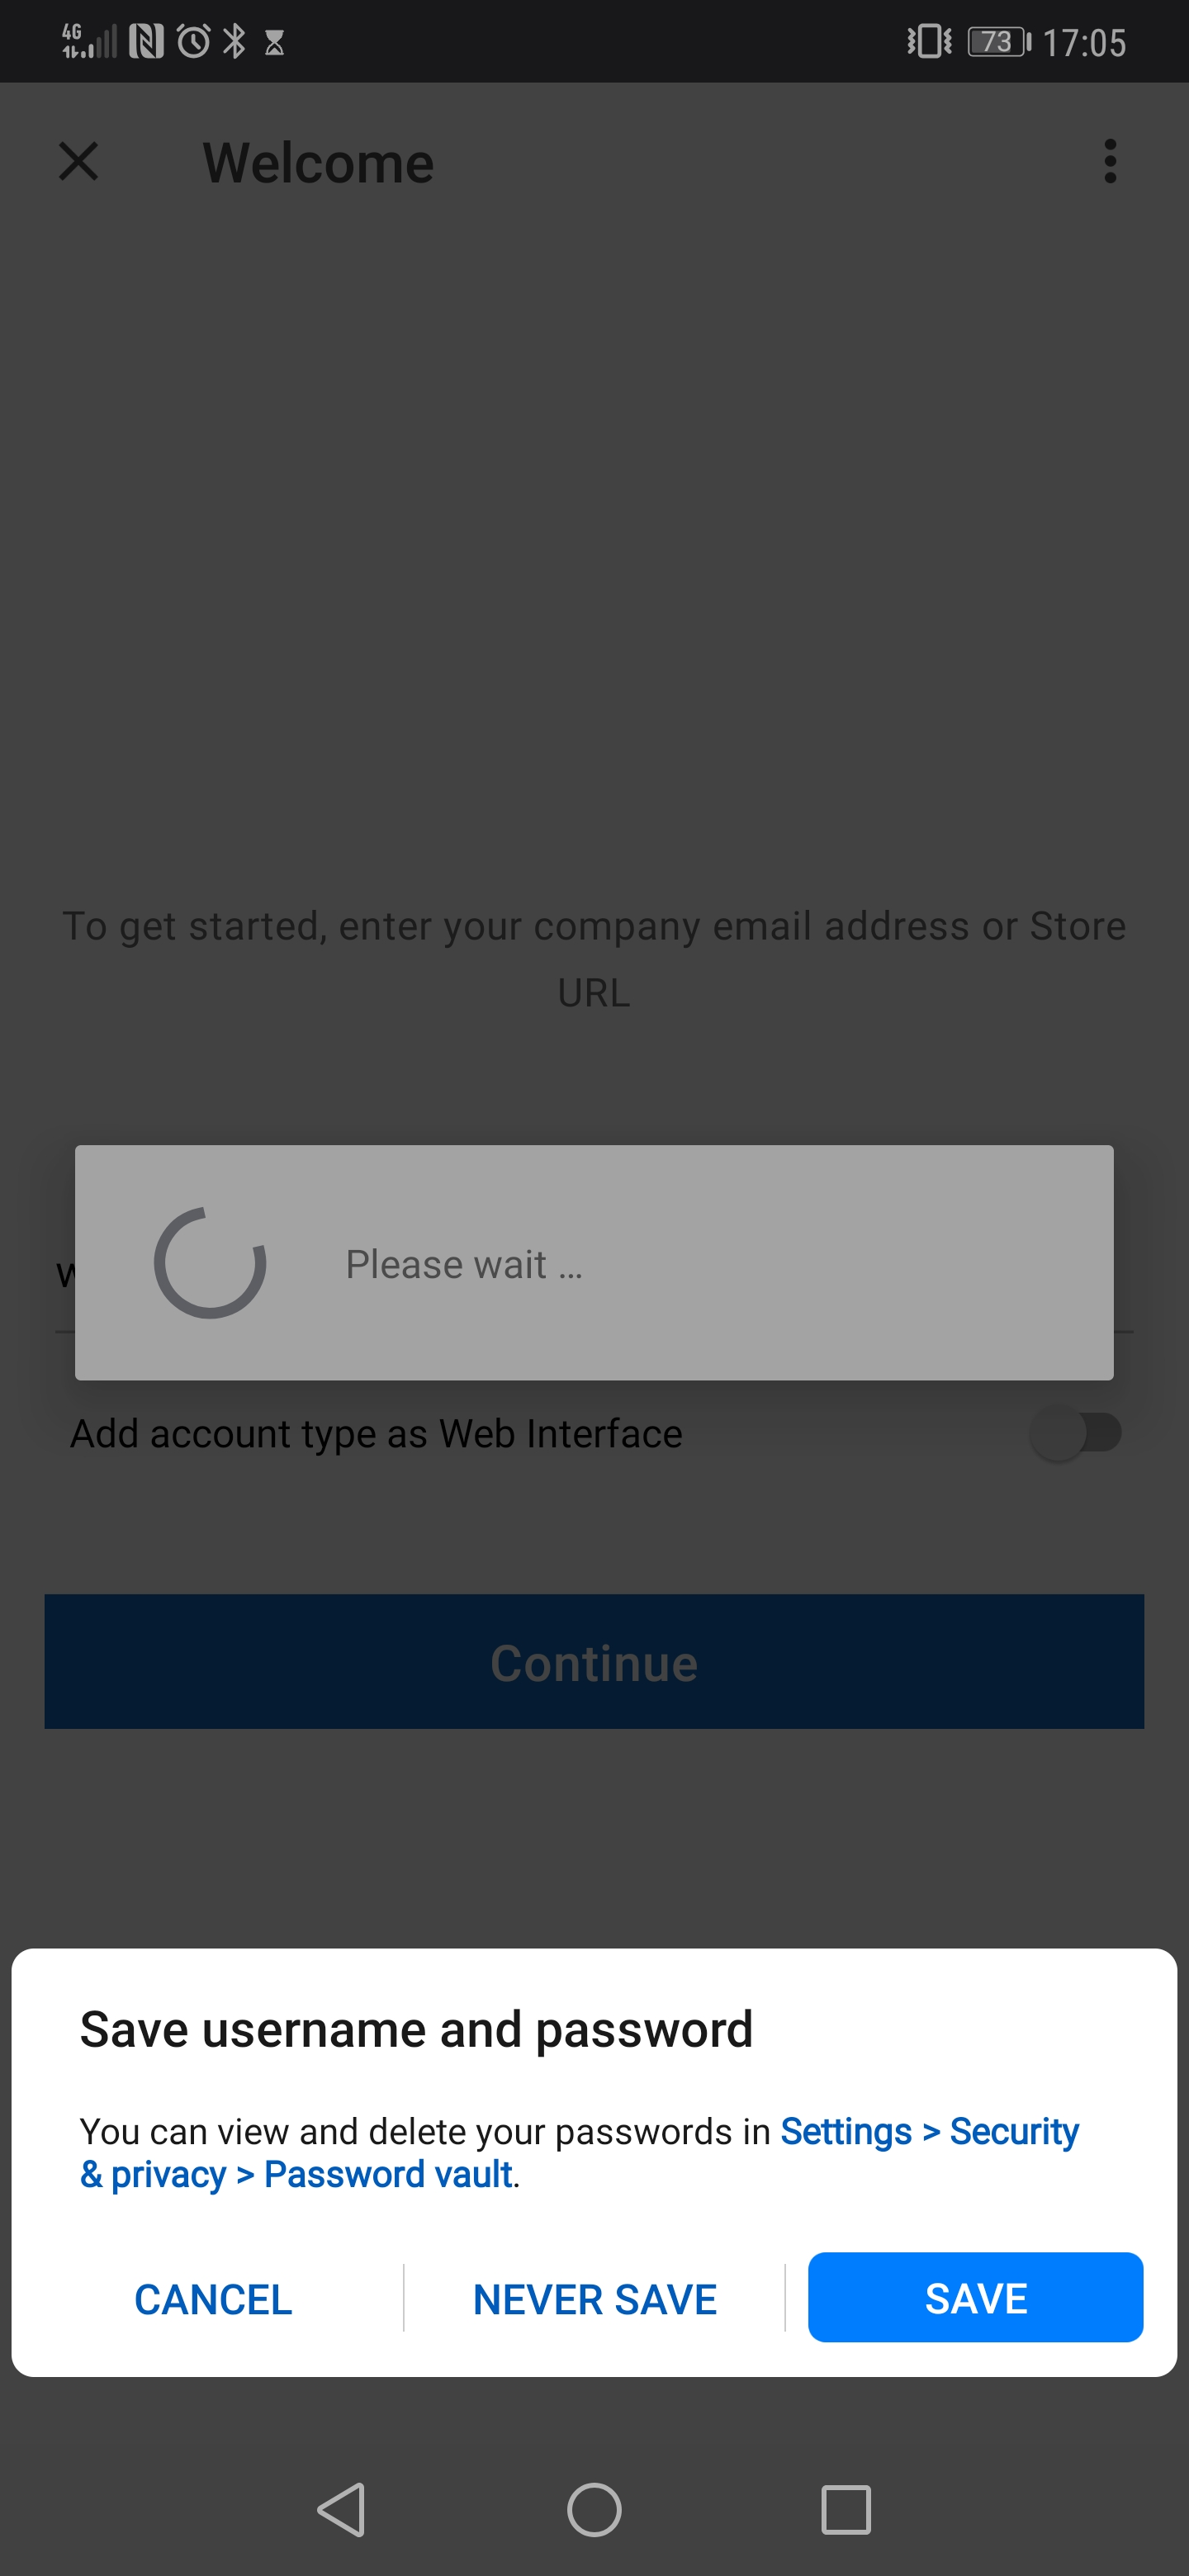 4G
73 17:05
Welcome
To get started, enter your company email address or Store
URL
Please wait ...
Add account type as Web Interface
Continue
Save username and password
You can view and delete your passwords in Settings > Security
& privacy > Password vault.
CANCEL
NEVER SAVE
SAVE